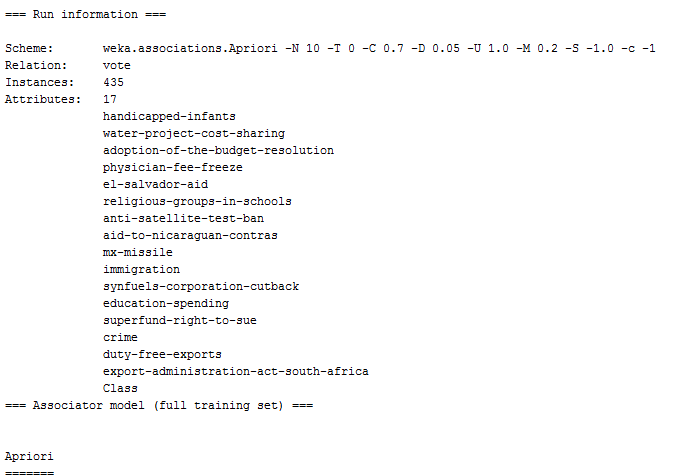 === Run information ===
Scheme: weka.associations.Apriori -N 10 -T 0 -C 0.7 -D 0.05 -U 1.0 -M 0.2 -S -1.0 -c -1
Relation: vote
Instances: 435
Attributes: 17
handicapped-infants
water-project-cost-sharing
adoption-of-the-budget-resolution
physician-fee-freeze
el-salvador-aid
religious-groups-in-schools
anti-satellite-test-ban
aid-to-nicaraguan-contras
mx-missile
immigration
synfuels-corporation-cutback
education-spending
superfund-right-to-sue
crime
duty-free-exports
export-administration-act-south-africa
Class
=== Associator model (full training set) ===
Apriori
=======